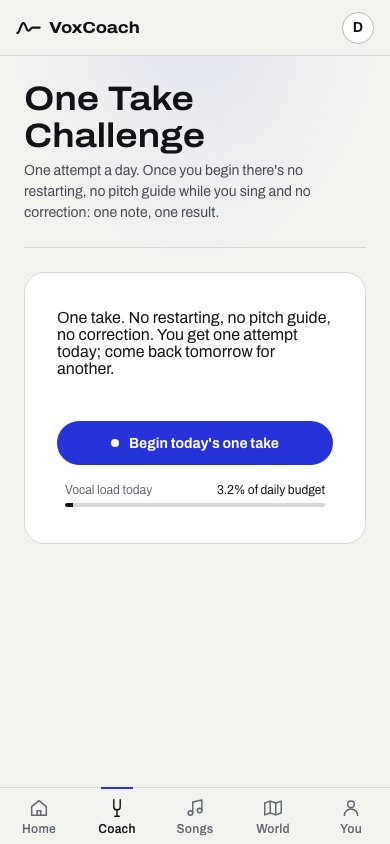 VoxCoach
D
One Take
Challenge
One attempt a day. Once you begin there's no
restarting, no pitch guide while you sing and no
correction: one note, one result.
One take. No restarting, no pitch guide,
no correction. You get one attempt
today; come back tomorrow for
another.
Begin today's one take
Vocal load today 3.2% of daily budget
Home Coach Songs World You